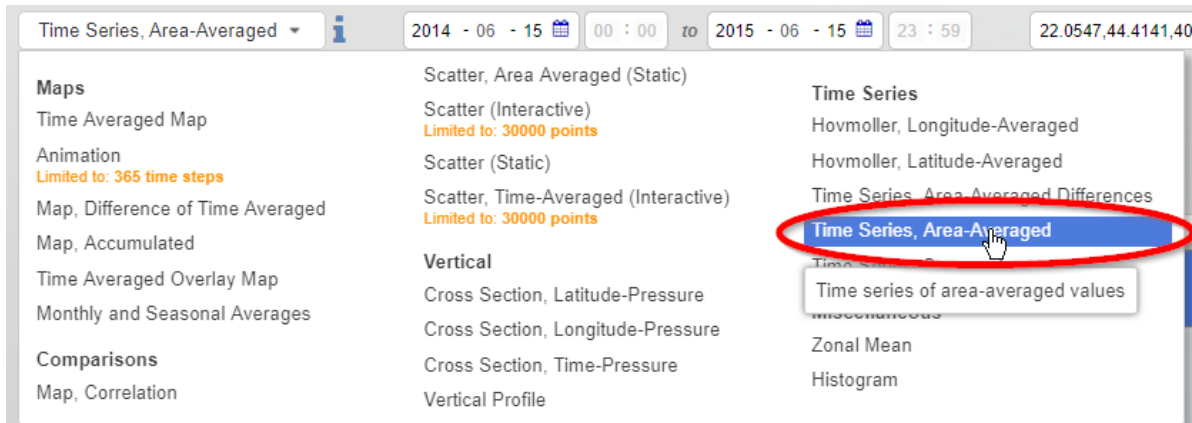 Time Series, Area-Averaged
2014 - 06 - 15 00 : 00 to 2015 - 06 - 15 23 : 59 22.0547,44.4141,40
Maps
Time Averaged Map
Animation
Limited to: 365 time steps
Map, Difference of Time Averaged
Map, Accumulated
Time Averaged Overlay Map
Monthly and Seasonal Averages
Comparisons
Map, Correlation
Scatter, Area Averaged (Static)
Scatter (Interactive)
Limited to: 30000 points
Scatter (Static)
Scatter, Time-Averaged (Interactive)
Limited to: 30000 points
Vertical
Cross Section, Latitude-Pressure
Cross Section, Longitude-Pressure
Cross Section, Time-Pressure
Vertical Profile
Time Series
Hovmoller, Longitude-Averaged
Hovmoller, Latitude-Averaged
Time Series, Area-Averaged Differences
Time Series, Area-Averaged
Time series of area-averaged values
Miscellaneous
Zonal Mean
Histogram